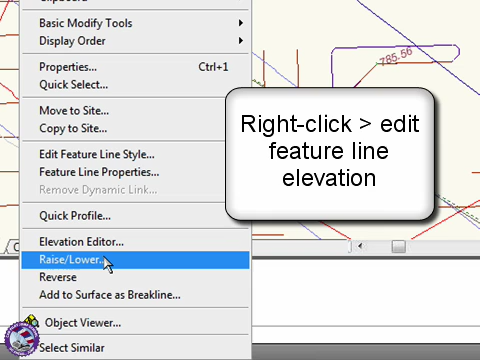 Basic Modify Tools
Display Order
Properties... Ctrl+1
Quick Select...
Move to Site...
Copy to Site...
Edit Feature Line Style...
Feature Line Properties...
Remove Dynamic Link...
Quick Profile...
Elevation Editor...
Raise/Lower...
Reverse
Add to Surface as Breakline...
Object Viewer...
Select Similar
785.56
Right-click > edit
feature line
elevation